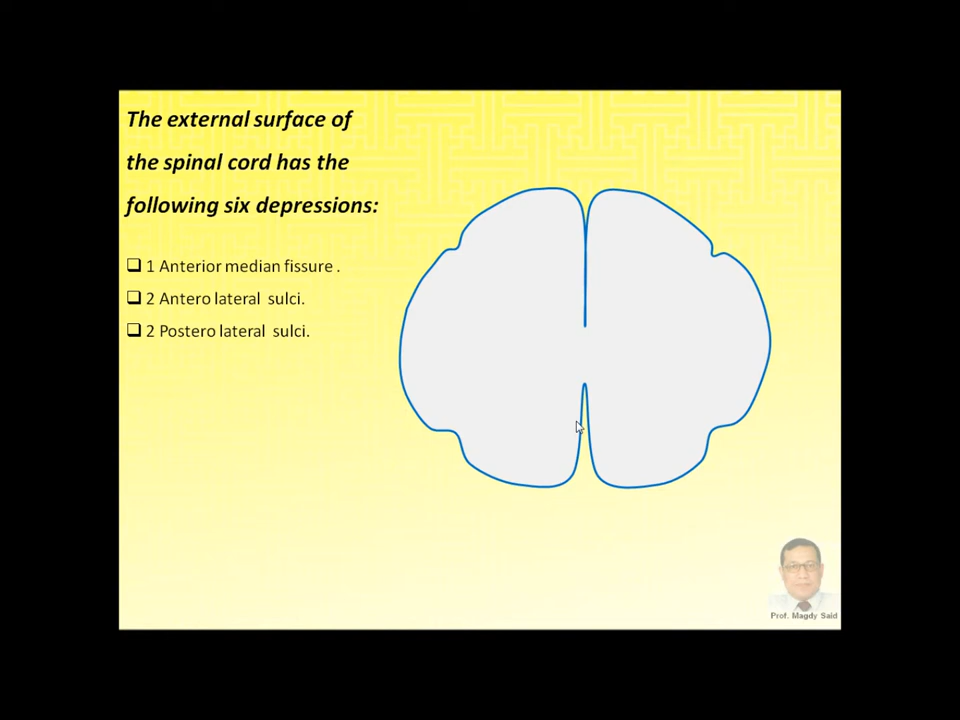 The external surface of
the spinal cord has the
following six depressions:
❑ 1 Anterior median fissure .
❑ 2 Antero lateral sulci.
❑ 2 Postero lateral sulci.
Prof. Magdy Said